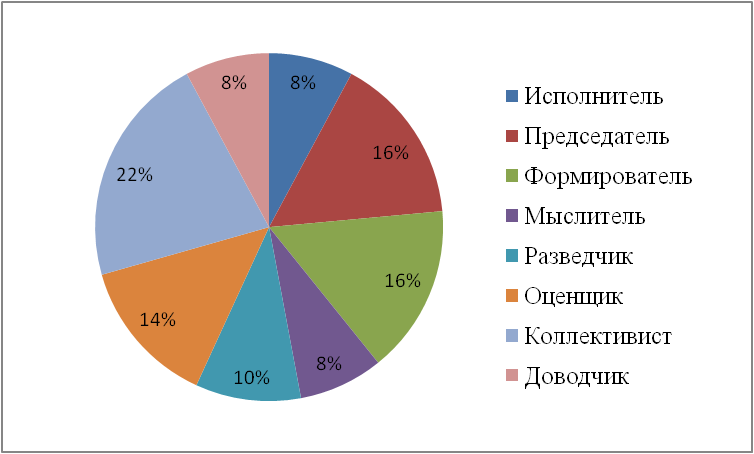 8%
8%
16%
22%
16%
14%
8%
10%
Исполнитель
Председатель
Формирователь
Мыслитель
Разведчик
Оценщик
Коллективист
Доводчик